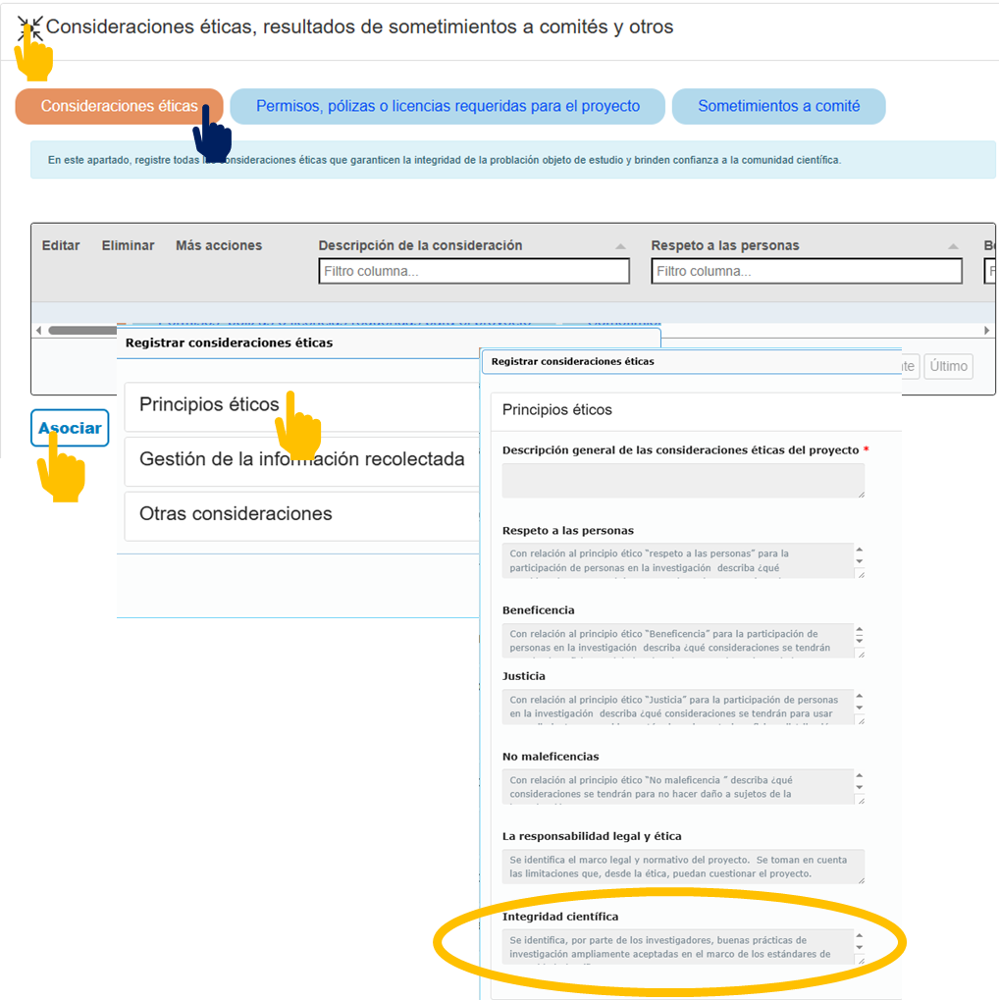 Consideraciones éticas, resultados de sometimientos a comités y otros
Consideraciones éticas
Permisos, pólizas o licencias requeridas para el proyecto
Sometimientos a comité
En este apartado, registre todas las consideraciones éticas que garanticen la integridad de la problación objeto de estudio y brinden confianza a la comunidad científica.
Editar Eliminar Más acciones Descripción de la consideración Respeto a las personas
Filtro columna... Filtro columna...
Último
Asociar
Registrar consideraciones éticas
Principios éticos
Gestión de la información recolectada
Otras consideraciones
Registrar consideraciones éticas
Principios éticos
Descripción general de las consideraciones éticas del proyecto *
Respeto a las personas
Con relación al principio ético "respeto a las personas" para la
participación de personas en la investigación describa ¿qué
Beneficencia
Con relación al principio ético "Beneficencia" para la participación de
personas en la investigación describa ¿qué consideraciones se tendrán
Justicia
Con relación al principio ético "Justicia" para la participación de personas
en la investigación describa ¿qué consideraciones se tendrán para usar
No maleficencias
Con relación al principio ético "No maleficencia " describa ¿qué
consideraciones se tendrán para no hacer daño a sujetos de la
La responsabilidad legal y ética
Se identifica el marco legal y normativo del proyecto. Se toman en cuenta
las limitaciones que, desde la ética, puedan cuestionar el proyecto.
Integridad científica
Se identifica, por parte de los investigadores, buenas prácticas de
investigación ampliamente aceptadas en el marco de los estándares de